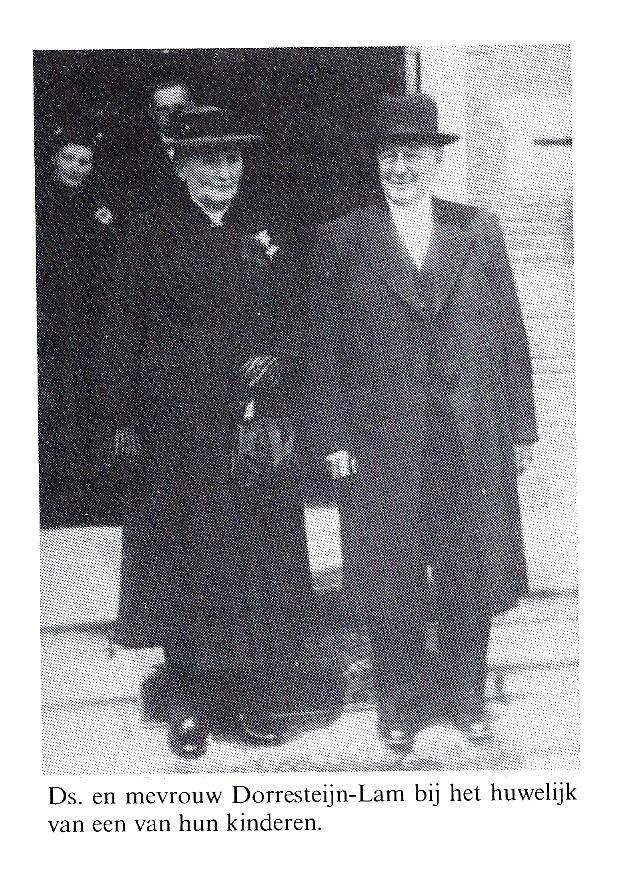 Ds. en mevrouw Dorresteijn-Lam bij het huwelijk
van een van hun kinderen.